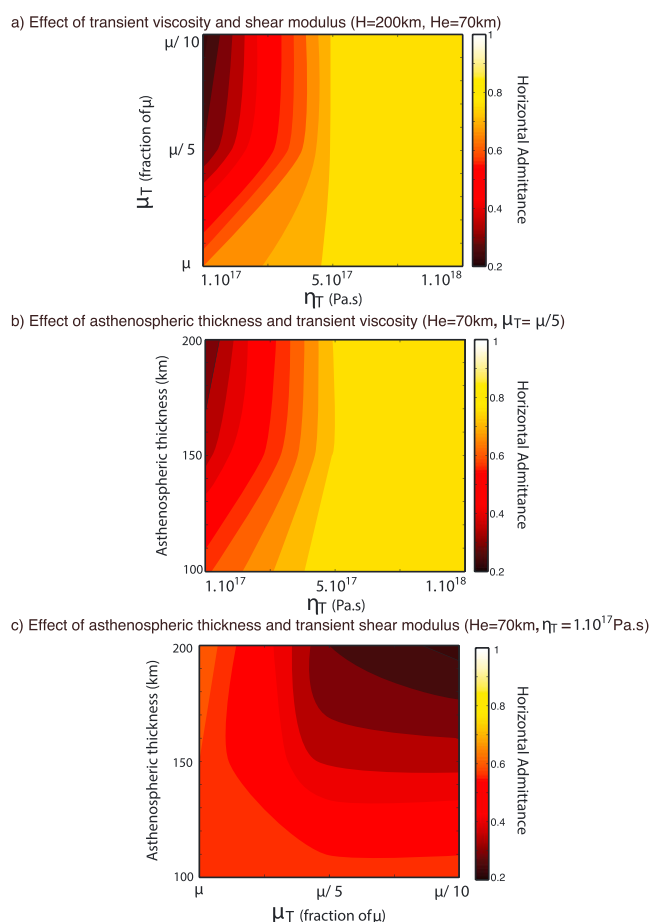 a) Effect of transient viscosity and shear modulus (H=200km, He=70km)
μ/ 10
μ/ 5
μ
μT (fraction of μ)
1.10¹⁷ 5.10¹⁷ 1.10¹⁸
ηT (Pa.s)
1
0.8
0.6
0.4
0.2
Horizontal Admittance
b) Effect of asthenospheric thickness and transient viscosity (He=70km, μT= μ/5)
200
150
100
Asthenospheric thickness (km)
1.10¹⁷ 5.10¹⁷ 1.10¹⁸
ηT (Pa.s)
1
0.8
0.6
0.4
0.2
Horizontal Admittance
c) Effect of asthenospheric thickness and transient shear modulus (He=70km, ηT = 1.10¹⁷Pa.s)
200
150
100
Asthenospheric thickness (km)
μ μ/ 5 μ/ 10
μT (fraction of μ)
1
0.8
0.6
0.4
0.2
Horizontal Admittance